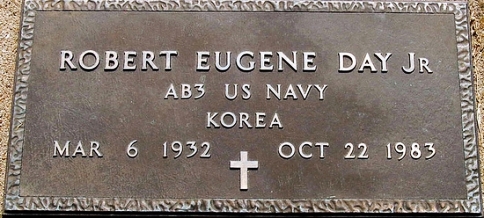 ROBERT EUGENE DAY JR
AB3 US NAVY
KOREA
MAR 6 1932 OCT 22 1983